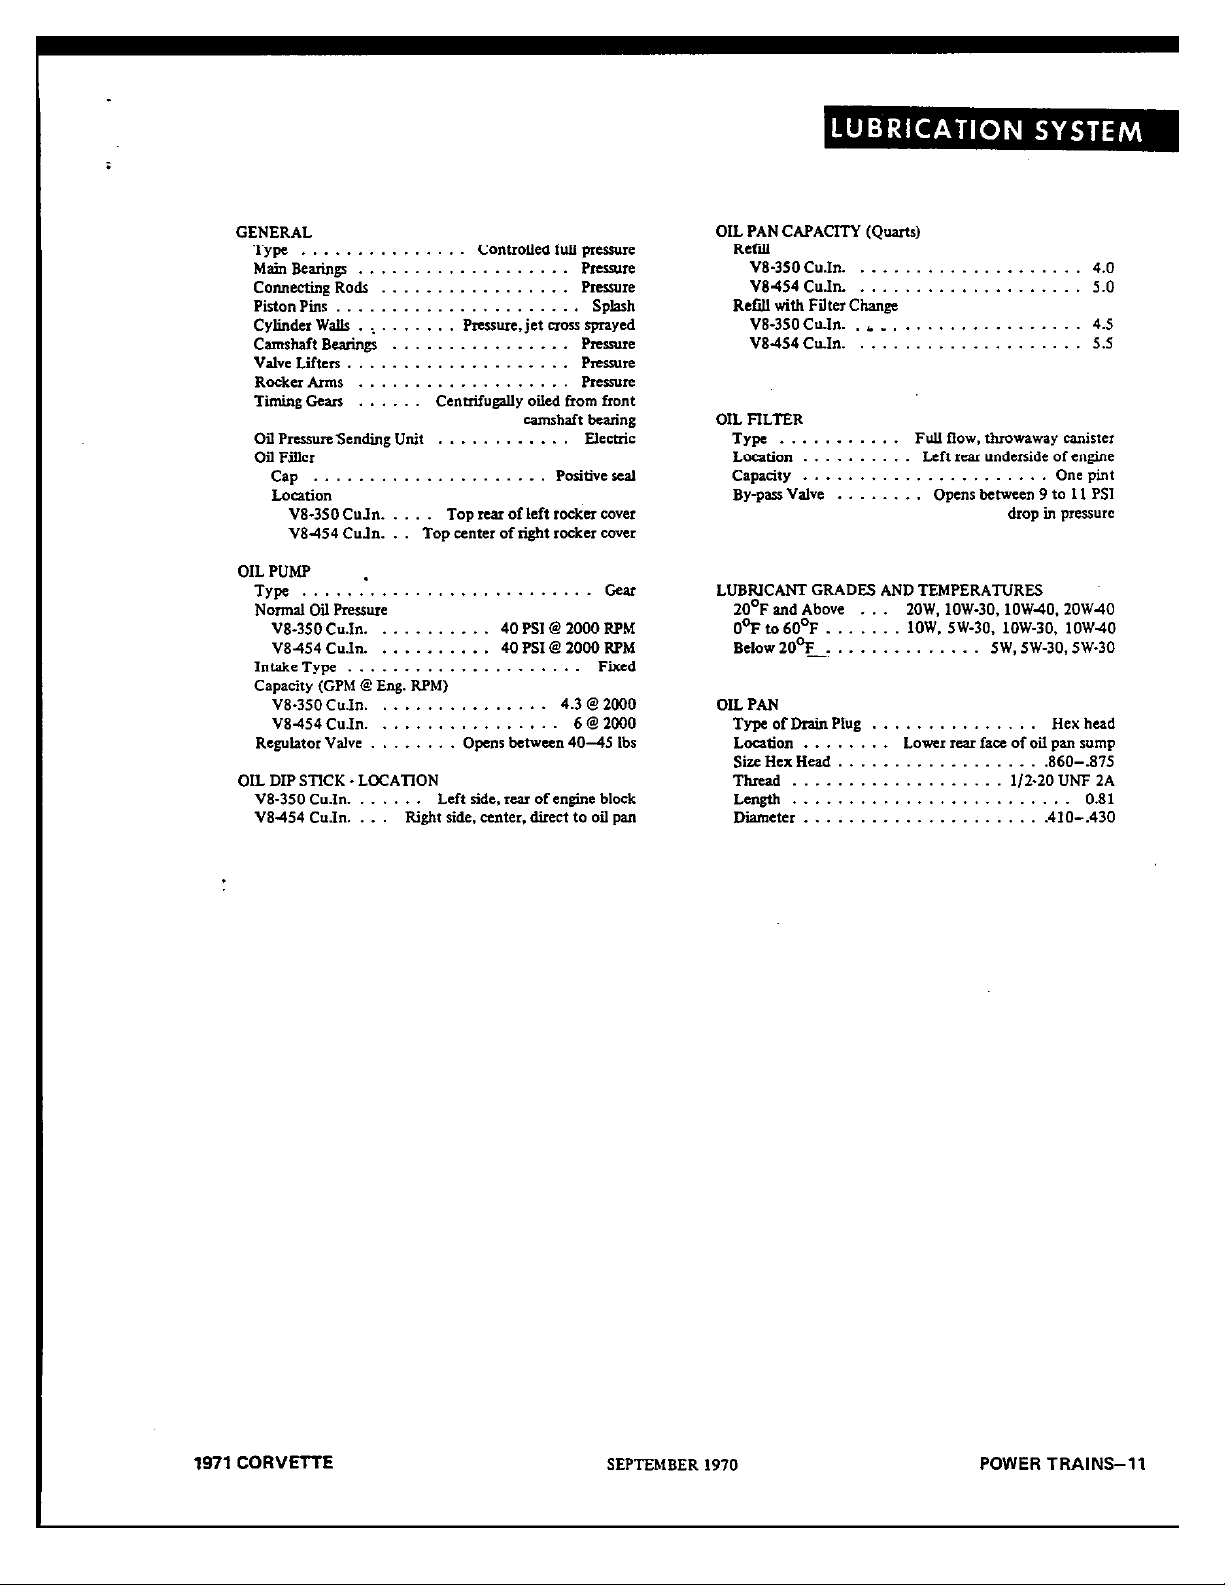 LUBRICATION SYSTEM
GENERAL
Type . . . . . . . . . . . . . . . Controlled full pressure
Main Bearings . . . . . . . . . . . . . . . . . . . Pressure
Connecting Rods . . . . . . . . . . . . . . . . . Pressure
Piston Pins . . . . . . . . . . . . . . . . . . . . . . Splash
Cylinder Walls . . . . . . . . . Pressure, jet cross sprayed
Camshaft Bearings . . . . . . . . . . . . . . . . Pressure
Valve Lifters . . . . . . . . . . . . . . . . . . . . Pressure
Rocker Arms . . . . . . . . . . . . . . . . . . . Pressure
Timing Gears . . . . . . Centrifugally oiled from front
camshaft bearing
Oil Pressure Sending Unit . . . . . . . . . . . . Electric
Oil Filler
Cap . . . . . . . . . . . . . . . . . . . . . Positive seal
Location
V8-350 Cu.In. . . . . . Top rear of left rocker cover
V8-454 Cu.In. . . . Top center of right rocker cover
OIL PUMP
Type . . . . . . . . . . . . . . . . . . . . . . . . . . Gear
Normal Oil Pressure
V8-350 Cu.In. . . . . . . . . . . 40 PSI @ 2000 RPM
V8-454 Cu.In. . . . . . . . . . . 40 PSI @ 2000 RPM
Intake Type . . . . . . . . . . . . . . . . . . . . . Fixed
Capacity (GPM @ Eng. RPM)
V8-350 Cu.In. . . . . . . . . . . . . . . . 4.3 @ 2000
V8-454 Cu.In. . . . . . . . . . . . . . . . . 6 @ 2000
Regulator Valve . . . . . . . . Opens between 40–45 lbs
OIL DIP STICK - LOCATION
V8-350 Cu.In. . . . . . . Left side, rear of engine block
V8-454 Cu.In. . . . . Right side, center, direct to oil pan
OIL PAN CAPACITY (Quarts)
Refill
V8-350 Cu.In. . . . . . . . . . . . . . . . . . . . . 4.0
V8-454 Cu.In. . . . . . . . . . . . . . . . . . . . . 5.0
Refill with Filter Change
V8-350 Cu.In. . . . . . . . . . . . . . . . . . . . . 4.5
V8-454 Cu.In. . . . . . . . . . . . . . . . . . . . . 5.5
OIL FILTER
Type . . . . . . . . . . . Full flow, throwaway canister
Location . . . . . . . . . . Left rear underside of engine
Capacity . . . . . . . . . . . . . . . . . . . . . . One pint
By-pass Valve . . . . . . . . Opens between 9 to 11 PSI
drop in pressure
LUBRICANT GRADES AND TEMPERATURES
20°F and Above . . . 20W, 10W-30, 10W-40, 20W-40
0°F to 60°F . . . . . . . 10W, 5W-30, 10W-30, 10W-40
Below 20°F . . . . . . . . . . . . . . 5W, 5W-30, 5W-30
OIL PAN
Type of Drain Plug . . . . . . . . . . . . . . . Hex head
Location . . . . . . . . Lower rear face of oil pan sump
Size Hex Head . . . . . . . . . . . . . . . . . . . .860–.875
Thread . . . . . . . . . . . . . . . . . . . 1/2-20 UNF 2A
Length . . . . . . . . . . . . . . . . . . . . . . . . . 0.81
Diameter . . . . . . . . . . . . . . . . . . . . . . .410–.430
1971 CORVETTE SEPTEMBER 1970 POWER TRAINS–11